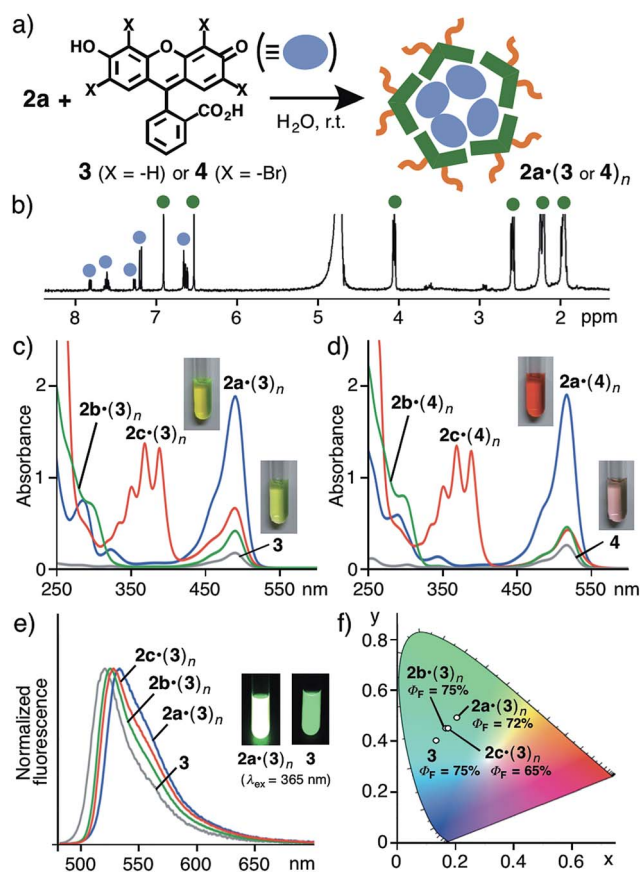 a)
X
X
HO
O
O
X
X
CO₂H
2a +
(≡ )
H₂O, r.t.
3 (X = -H) or 4 (X = -Br)
2a•(3 or 4)n
b)
8 7 6 5 4 3 2 ppm
c)
Absorbance
2
1
0
250 350 450 550 nm
2a•(3)n
2b•(3)n
2c•(3)n
3
d)
Absorbance
2
1
0
250 350 450 550 nm
2a•(4)n
2b•(4)n
2c•(4)n
4
e)
Normalized
fluorescence
2c•(3)n
2b•(3)n
2a•(3)n
3
2a•(3)n 3
(λex = 365 nm)
500 550 600 650 nm
f)
y
0.8
0.6
0.4
0.2
0
0 0.2 0.4 0.6 x
2b•(3)n
ΦF = 75%
2a•(3)n
ΦF = 72%
3
ΦF = 75%
2c•(3)n
ΦF = 65%